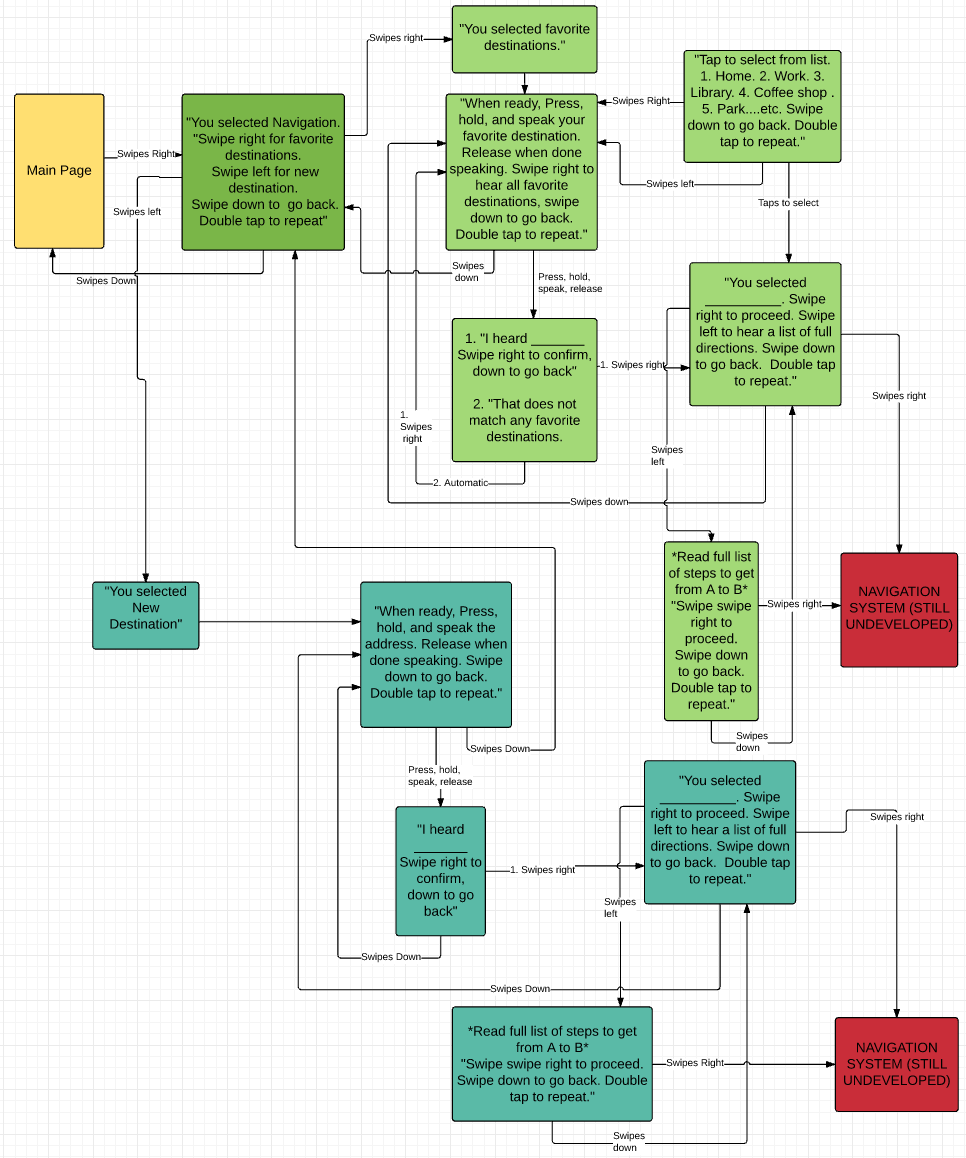 "You selected favorite
destinations."
Swipes right
"Tap to select from list.
1. Home. 2. Work. 3.
Library. 4. Coffee shop .
5. Park....etc. Swipe
down to go back. Double
tap to repeat."
Main Page
Swipes Right
"You selected Navigation.
"Swipe right for favorite
destinations.
Swipe left for new
destination.
Swipe down to  go back.
Double tap to repeat"
"When ready, Press,
hold, and speak your
favorite destination.
Release when done
speaking. Swipe right to
hear all favorite
destinations, swipe
down to go back.
Double tap to repeat."
Swipes Right
Swipes left
Taps to select
Swipes left
Swipes Down
Swipes
down
Press, hold,
speak, release
"You selected
__________. Swipe
right to proceed. Swipe
left to hear a list of full
directions. Swipe down
to go back.  Double tap
to repeat."
1. "I heard _______
Swipe right to confirm,
down to go back"
2. "That does not
match any favorite
destinations.
1. Swipes right
Swipes right
1.
Swipes
right
Swipes
left
2. Automatic
Swipes down
*Read full list
of steps to get
from A to B*
"Swipe swipe
right to
proceed.
Swipe down
to go back.
Double tap to
repeat."
Swipes right
NAVIGATION
SYSTEM (STILL
UNDEVELOPED)
Swipes
down
"You selected
New
Destination"
"When ready, Press,
hold, and speak the
address. Release when
done speaking. Swipe
down to go back.
Double tap to repeat."
Swipes Down
Press, hold,
speak, release
"I heard
_______
Swipe right to
confirm,
down to go
back"
1. Swipes right
"You selected
__________. Swipe
right to proceed. Swipe
left to hear a list of full
directions. Swipe down
to go back.  Double tap
to repeat."
Swipes right
Swipes
left
Swipes Down
Swipes Down
*Read full list of steps to get
from A to B*
"Swipe swipe right to proceed.
Swipe down to go back. Double
tap to repeat."
Swipes Right
NAVIGATION
SYSTEM (STILL
UNDEVELOPED)
Swipes
down